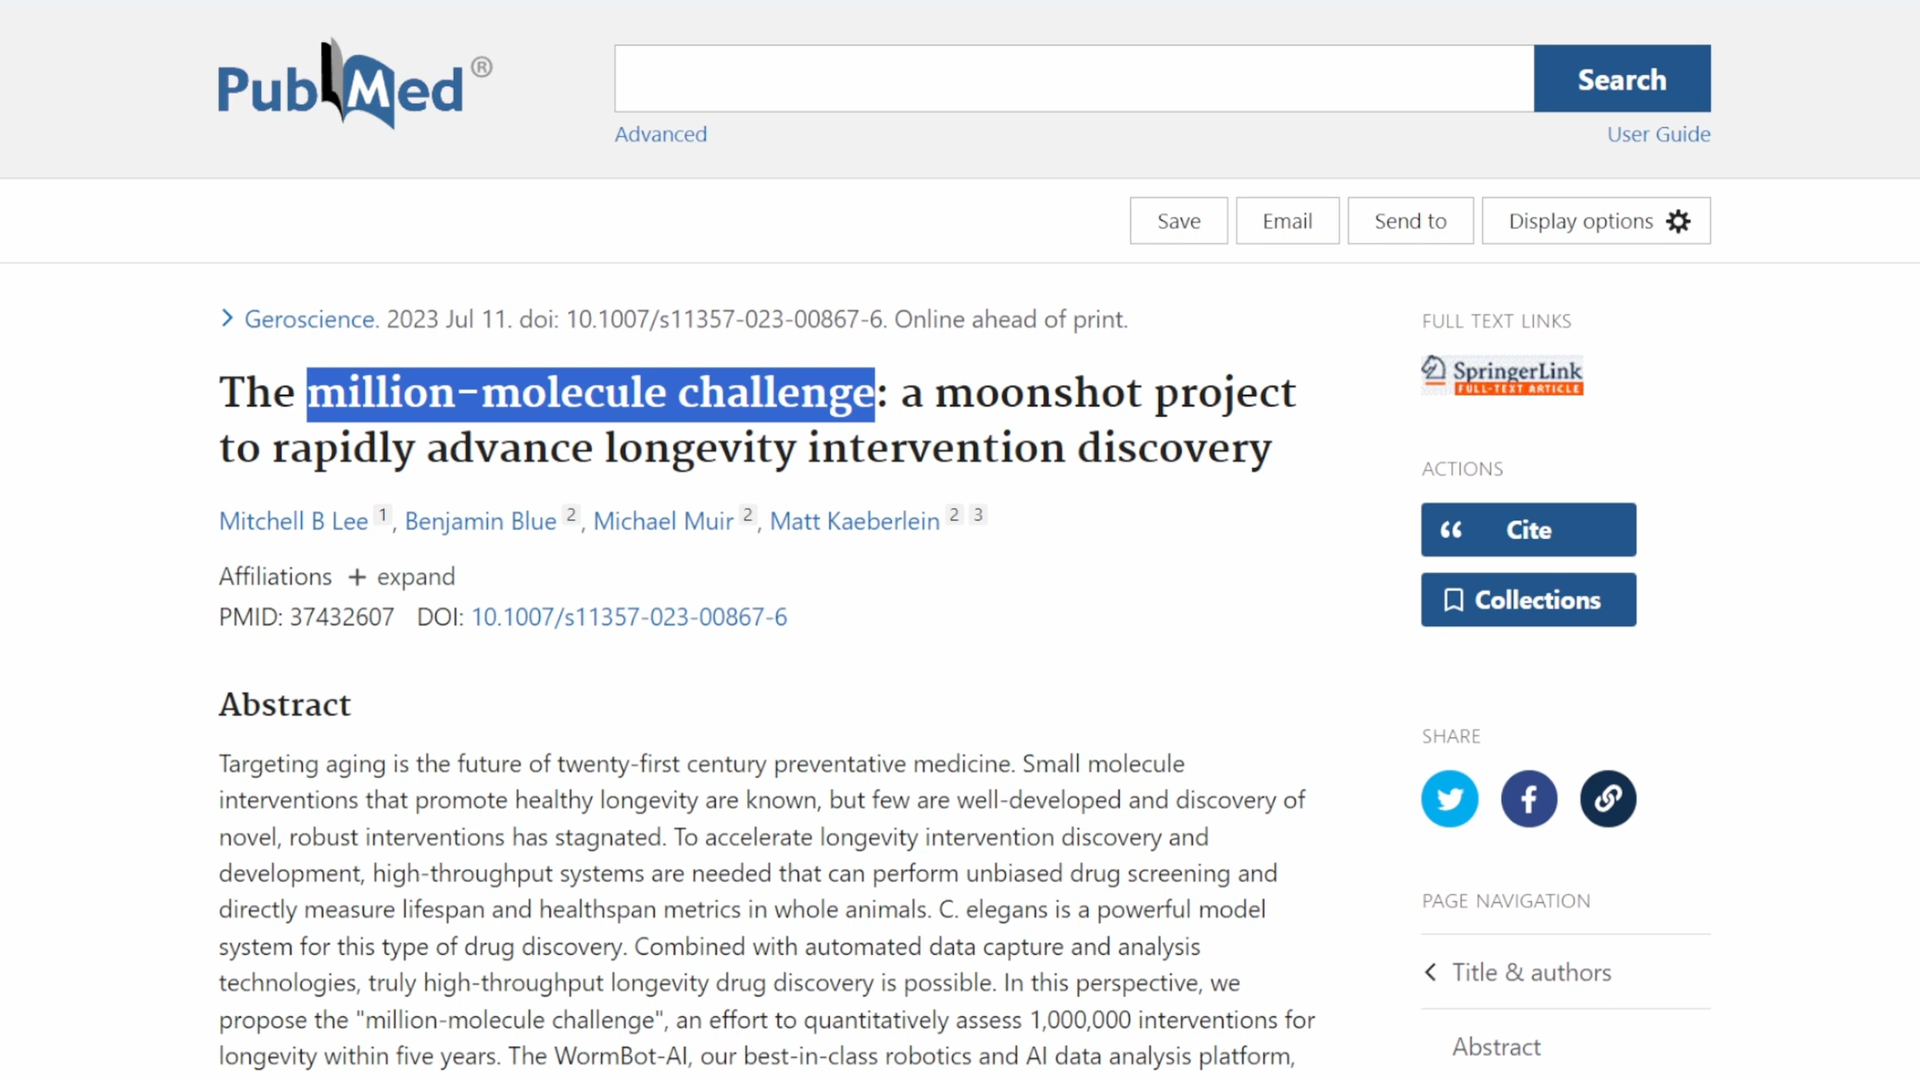 PubMed®
Search
Advanced
User Guide
Save
Email
Send to
Display options
Geroscience. 2023 Jul 11. doi: 10.1007/s11357-023-00867-6. Online ahead of print.
The million-molecule challenge: a moonshot project
to rapidly advance longevity intervention discovery
Mitchell B Lee 1, Benjamin Blue 2, Michael Muir 2, Matt Kaeberlein 2 3
Affiliations + expand
PMID: 37432607 DOI: 10.1007/s11357-023-00867-6
Abstract
Targeting aging is the future of twenty-first century preventative medicine. Small molecule
interventions that promote healthy longevity are known, but few are well-developed and discovery of
novel, robust interventions has stagnated. To accelerate longevity intervention discovery and
development, high-throughput systems are needed that can perform unbiased drug screening and
directly measure lifespan and healthspan metrics in whole animals. C. elegans is a powerful model
system for this type of drug discovery. Combined with automated data capture and analysis
technologies, truly high-throughput longevity drug discovery is possible. In this perspective, we
propose the "million-molecule challenge", an effort to quantitatively assess 1,000,000 interventions for
longevity within five years. The WormBot-AI, our best-in-class robotics and AI data analysis platform,
FULL TEXT LINKS
SpringerLink
FULL-TEXT ARTICLE
ACTIONS
Cite
Collections
SHARE
PAGE NAVIGATION
Title & authors
Abstract